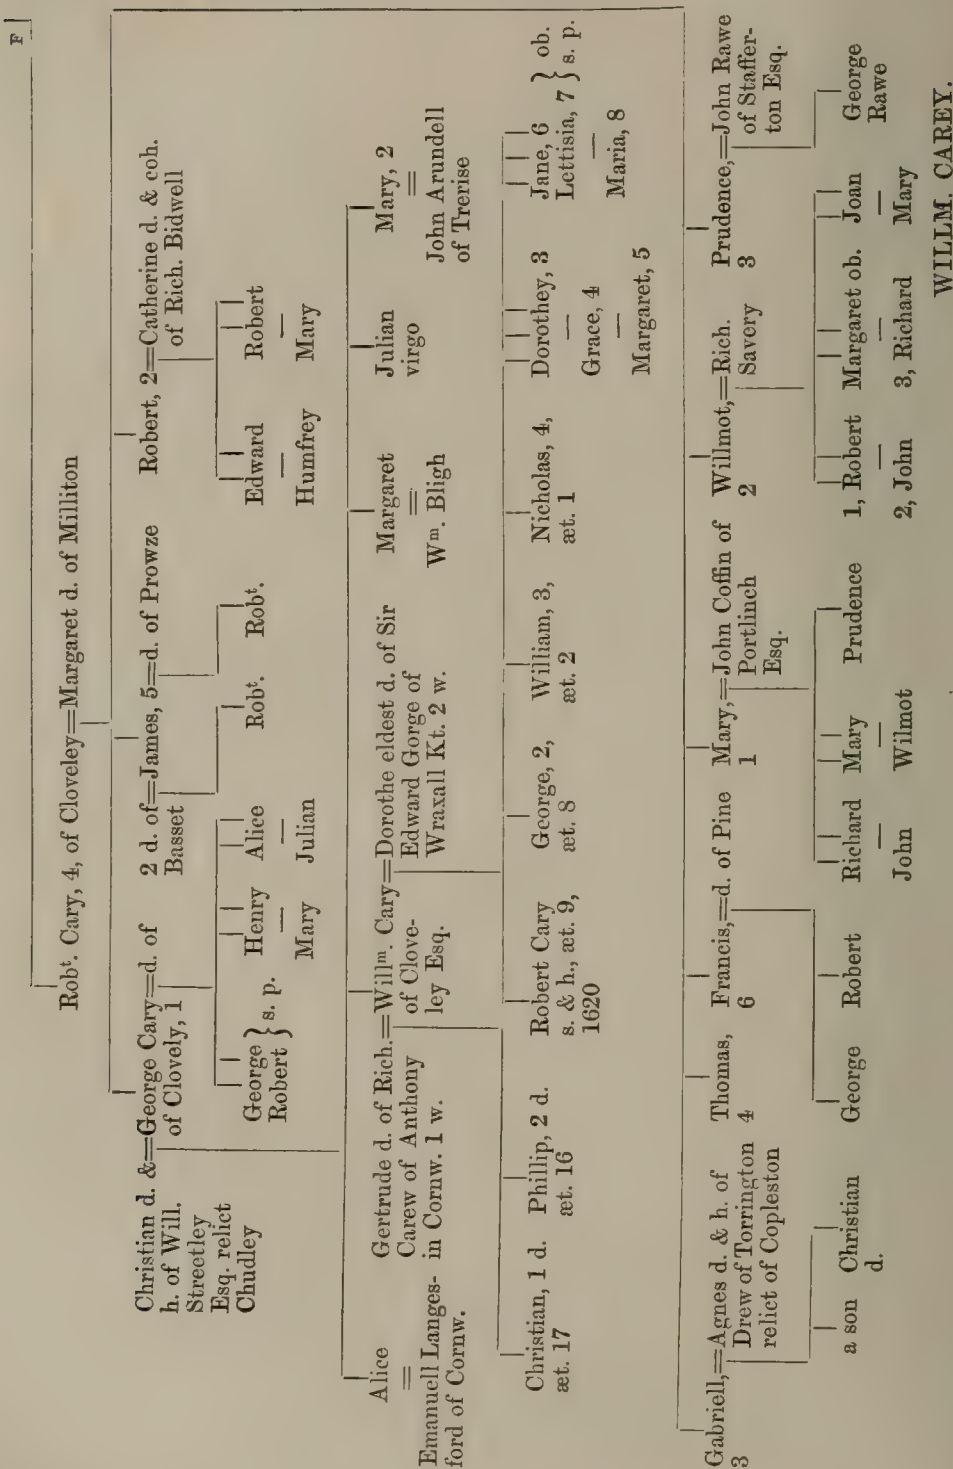 F
Robt. Cary, 4, of Cloveley=Margaret d. of Milliton
Christian d. &=George Cary=d. of
h. of Will. of Clovely, 1
Streetley
Esq. relict
Chudley
2 d. of=James, 5=d. of Prowze
Basset
Robert, 2=Catherine d. & coh.
of Rich. Bidwell
George } s. p.
Robert
Henry
—
Mary
Alice
—
Julian
Robt.
Robt.
Edward
—
Humfrey
Robert
—
Mary
Alice
=
Emanuell Langes-
ford of Cornw.
Gertrude d. of Rich.=Willm. Cary=Dorothe eldest d. of Sir
Carew of Anthony of Clove- Edward Gorge of
in Cornw. 1 w. ley Esq. Wraxall Kt. 2 w.
Margaret
=
Wm. Bligh
Julian
virgo
Mary, 2
=
John Arundell
of Trerise
Christian, 1 d.
æt. 17
Phillip, 2 d.
æt. 16
Robert Cary
s. & h., æt. 9,
1620
George, 2,
æt. 8
William, 3,
æt. 2
Nicholas, 4,
æt. 1
Dorothey, 3
—
Grace, 4
—
Margaret, 5
Jane, 6 } ob.
Lettisia, 7 } s. p.
—
Maria, 8
Gabriell,=Agnes d. & h. of
3 Drew of Torrington
relict of Copleston
Thomas,
4
Francis,=d. of Pine
6
Mary,=John Coffin of
1 Portlinch
Esq.
Willmot,=Rich.
2 Savery
Prudence,=John Rawe
3 of Staffer-
ton Esq.
a son
Christian
d.
George
Robert
Richard
—
John
Mary
—
Wilmot
Prudence
1, Robert
—
2, John
Margaret ob.
—
3, Richard
Joan
—
Mary
George
Rawe
WILLM. CAREY.